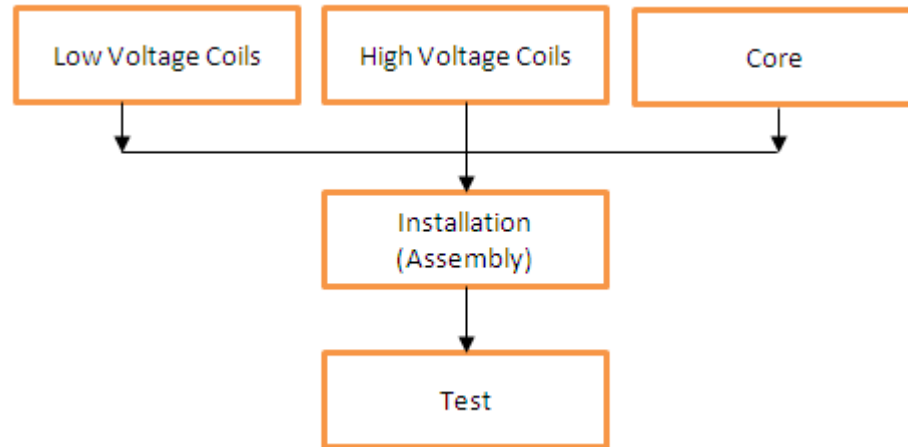 Low Voltage Coils
High Voltage Coils
Core
Installation
(Assembly)
Test